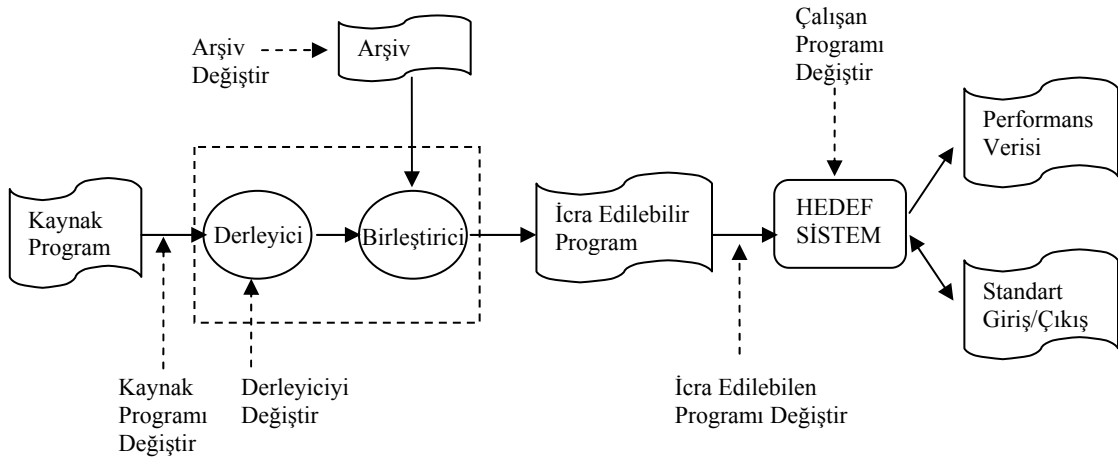 Arşiv
Değiştir
Arşiv
Çalışan
Programı
Değiştir
Performans
Verisi
Kaynak
Program
Derleyici
Birleştirici
İcra Edilebilir
Program
HEDEF
SİSTEM
Standart
Giriş/Çıkış
Kaynak
Programı
Değiştir
Derleyiciyi
Değiştir
İcra Edilebilen
Programı Değiştir